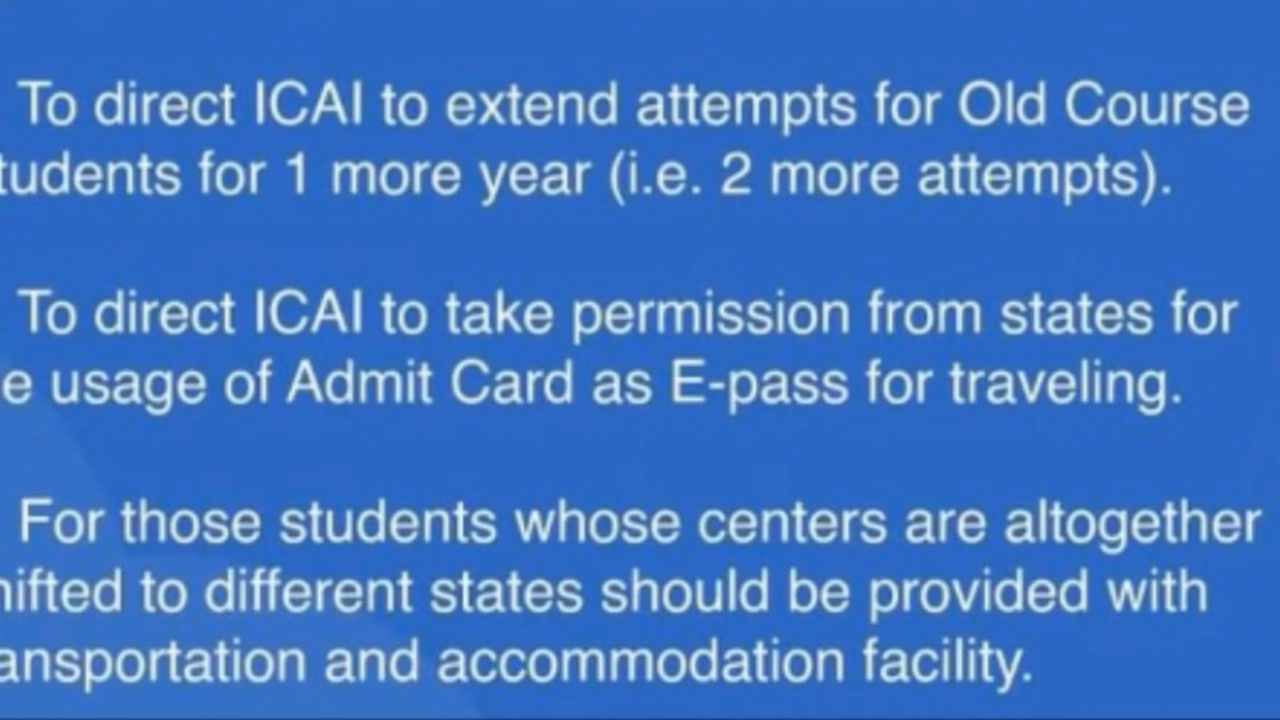 To direct ICAI to extend attempts for Old Course
tudents for 1 more year (i.e. 2 more attempts).
To direct ICAI to take permission from states for
e usage of Admit Card as E-pass for traveling.
For those students whose centers are altogether
hifted to different states should be provided with
ansportation and accommodation facility.